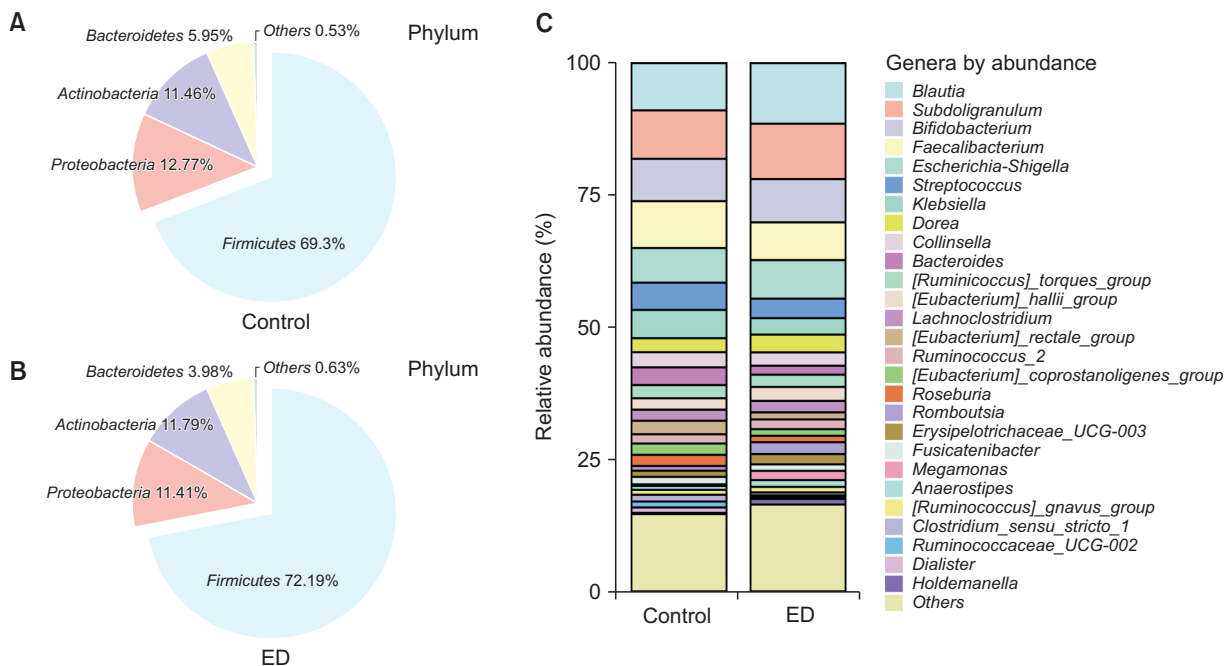 A
Phylum
Bacteroidetes 5.95%
Others 0.53%
Actinobacteria 11.46%
Proteobacteria 12.77%
Firmicutes 69.3%
Control
B
Phylum
Bacteroidetes 3.98%
Others 0.63%
Actinobacteria 11.79%
Proteobacteria 11.41%
Firmicutes 72.19%
ED
C
Relative abundance (%)
100
75
50
25
0
Control
ED
Genera by abundance
Blautia
Subdoligranulum
Bifidobacterium
Faecalibacterium
Escherichia-Shigella
Streptococcus
Klebsiella
Dorea
Collinsella
Bacteroides
[Ruminicoccus]_torques_group
[Eubacterium]_hallii_group
Lachnoclostridium
[Eubacterium]_rectale_group
Ruminococcus_2
[Eubacterium]_coprostanoligenes_group
Roseburia
Romboutsia
Erysipelotrichaceae_UCG-003
Fusicatenibacter
Megamonas
Anaerostipes
[Ruminococcus]_gnavus_group
Clostridium_sensu_stricto_1
Ruminococcaceae_UCG-002
Dialister
Holdemanella
Others